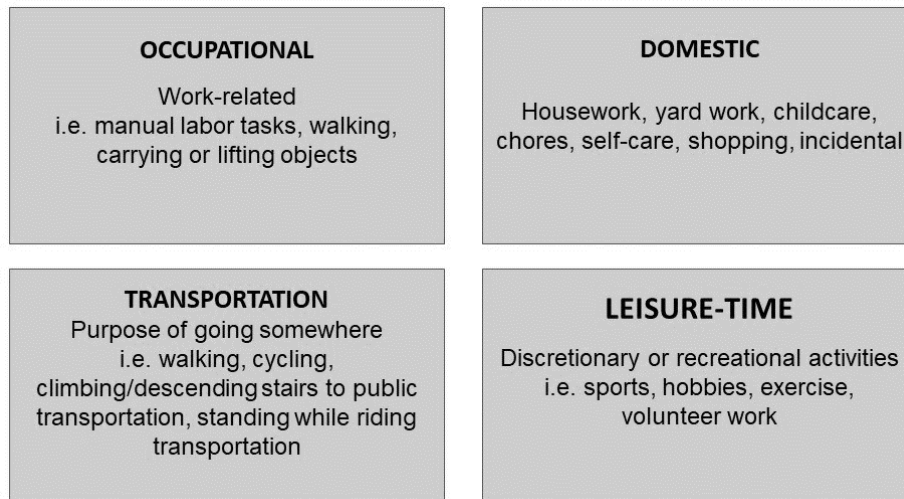 OCCUPATIONAL
Work-related
i.e. manual labor tasks, walking,
carrying or lifting objects
DOMESTIC
Housework, yard work, childcare,
chores, self-care, shopping, incidental
TRANSPORTATION
Purpose of going somewhere
i.e. walking, cycling,
climbing/descending stairs to public
transportation, standing while riding
transportation
LEISURE-TIME
Discretionary or recreational activities
i.e. sports, hobbies, exercise,
volunteer work